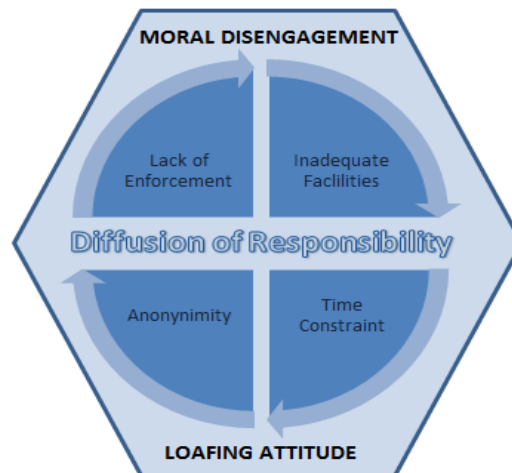 MORAL DISENGAGEMENT
Lack of
Enforcement
Inadequate
Faclilities
Diffusion of Responsibility
Anonynimity
Time
Constraint
LOAFING ATTITUDE